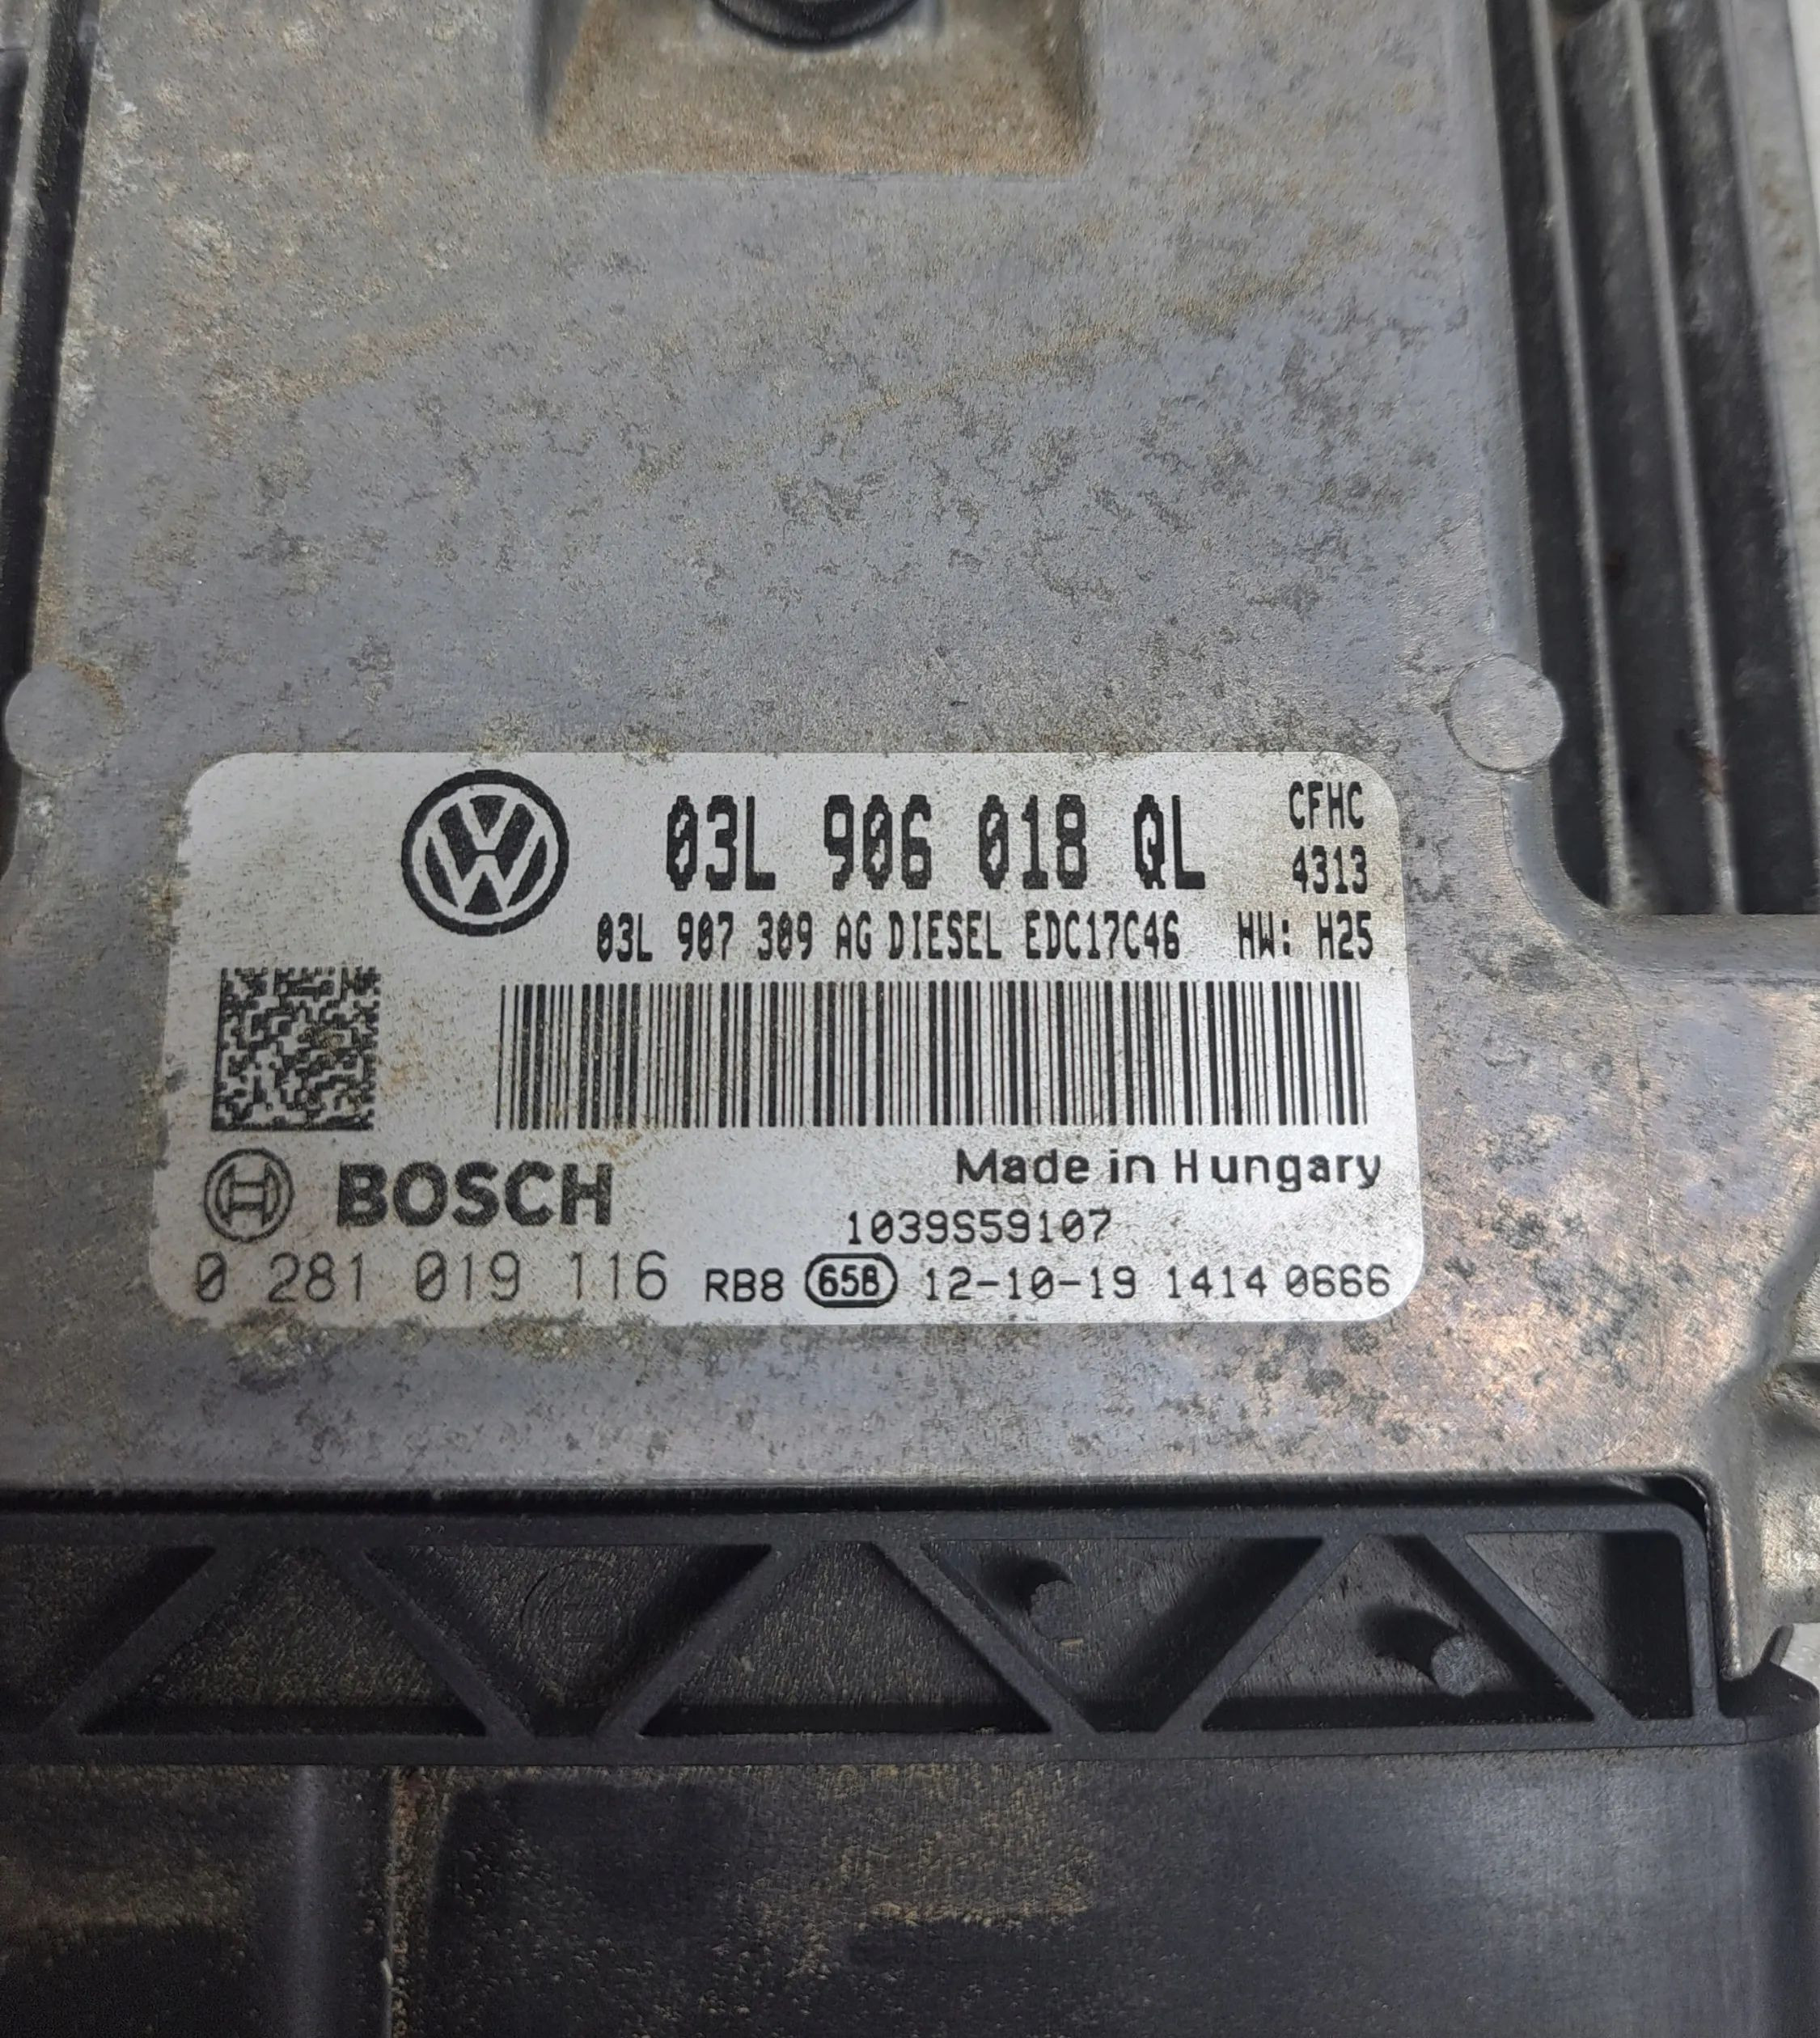 03L 906 018 QL CFHC
4313
03L 907 309 AG DIESEL EDC17C46 HW: H25
BOSCH Made in Hungary
1039S59107
0 281 019 116 RB8 65B 12-10-19 1414 0666